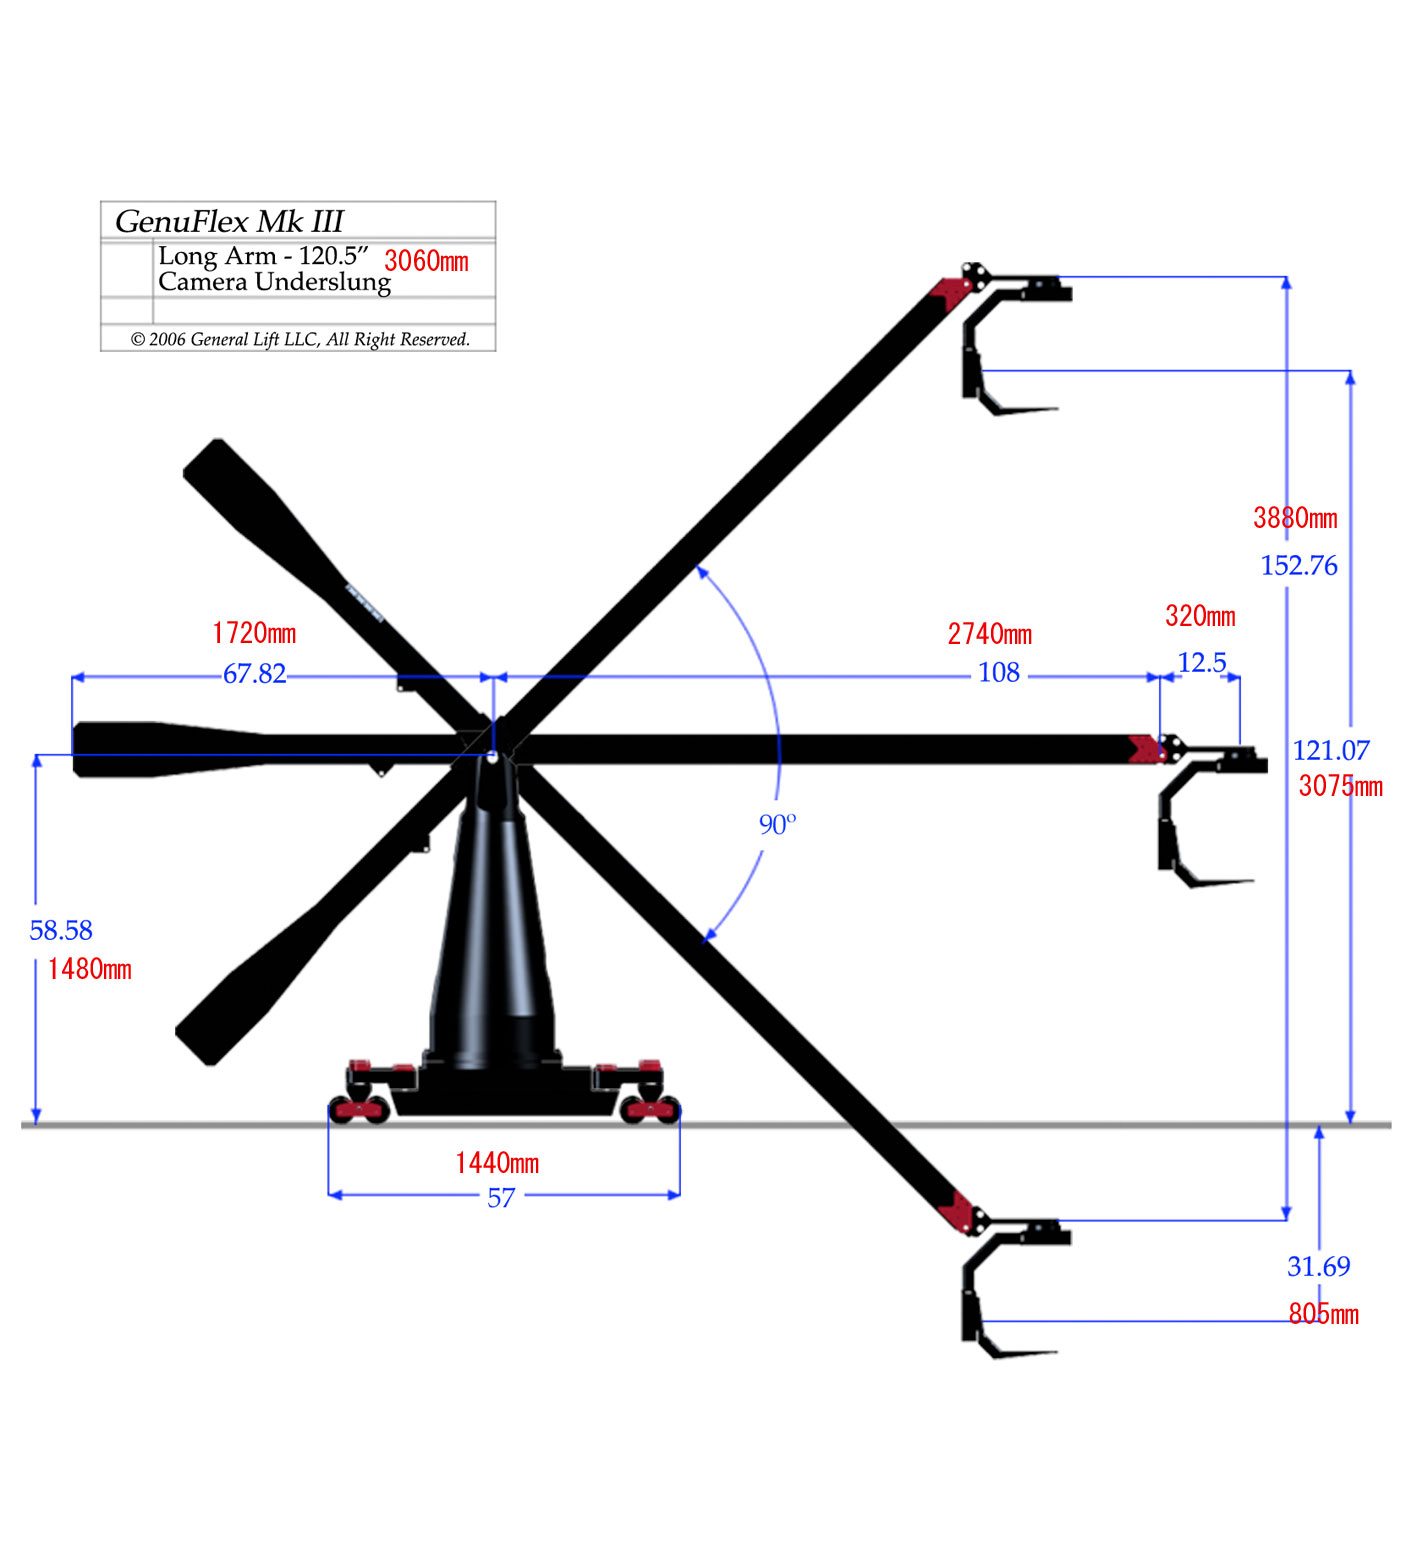 GenuFlex Mk III
Long Arm - 120.5” 3060mm
Camera Underslung
© 2006 General Lift LLC, All Right Reserved.
3880mm
152.76
1720mm
67.82
2740mm
108
320mm
12.5
121.07
3075mm
90º
58.58
1480mm
1440mm
57
31.69
805mm